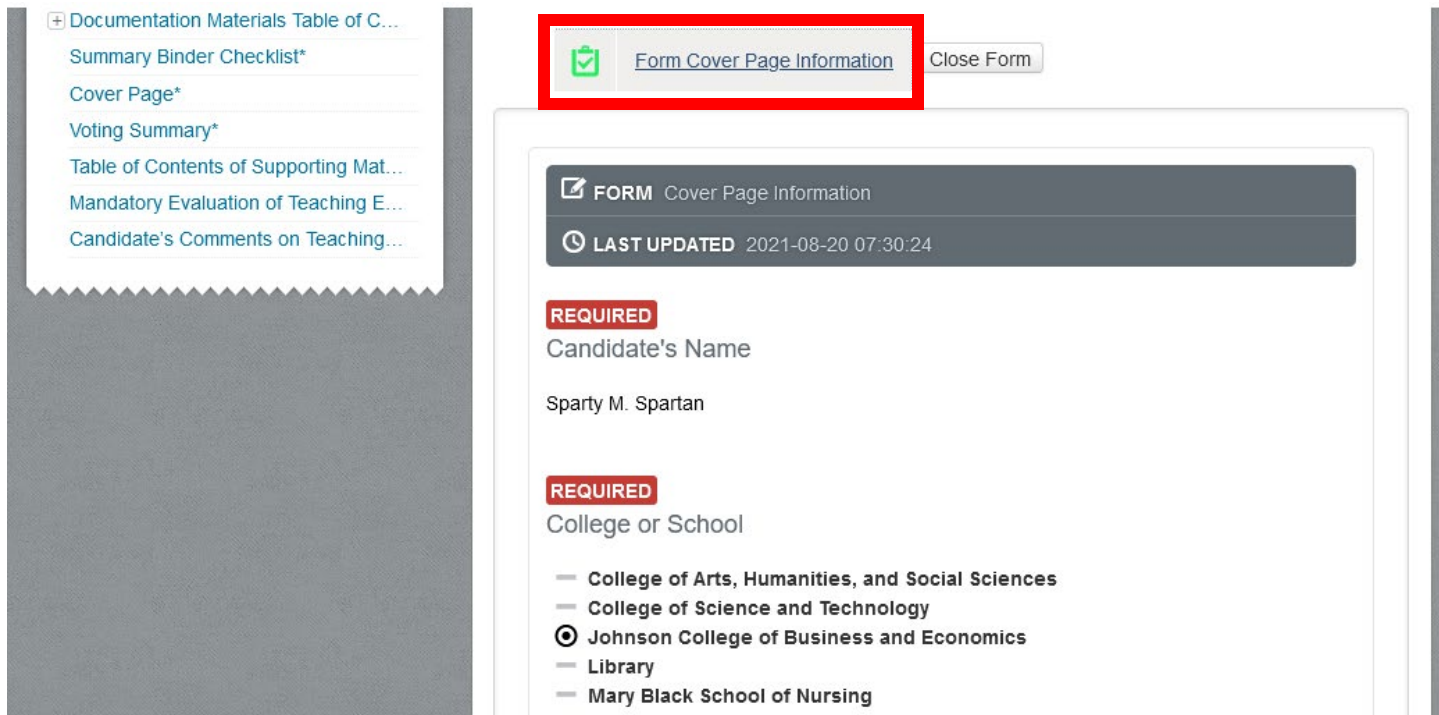 Documentation Materials Table of C...
Summary Binder Checklist*
Cover Page*
Voting Summary*
Table of Contents of Supporting Mat...
Mandatory Evaluation of Teaching E...
Candidate's Comments on Teaching...
Form Cover Page Information
Close Form
FORM Cover Page Information
LAST UPDATED 2021-08-20 07:30:24
REQUIRED
Candidate's Name
Sparty M. Spartan
REQUIRED
College or School
College of Arts, Humanities, and Social Sciences
College of Science and Technology
Johnson College of Business and Economics
Library
Mary Black School of Nursing